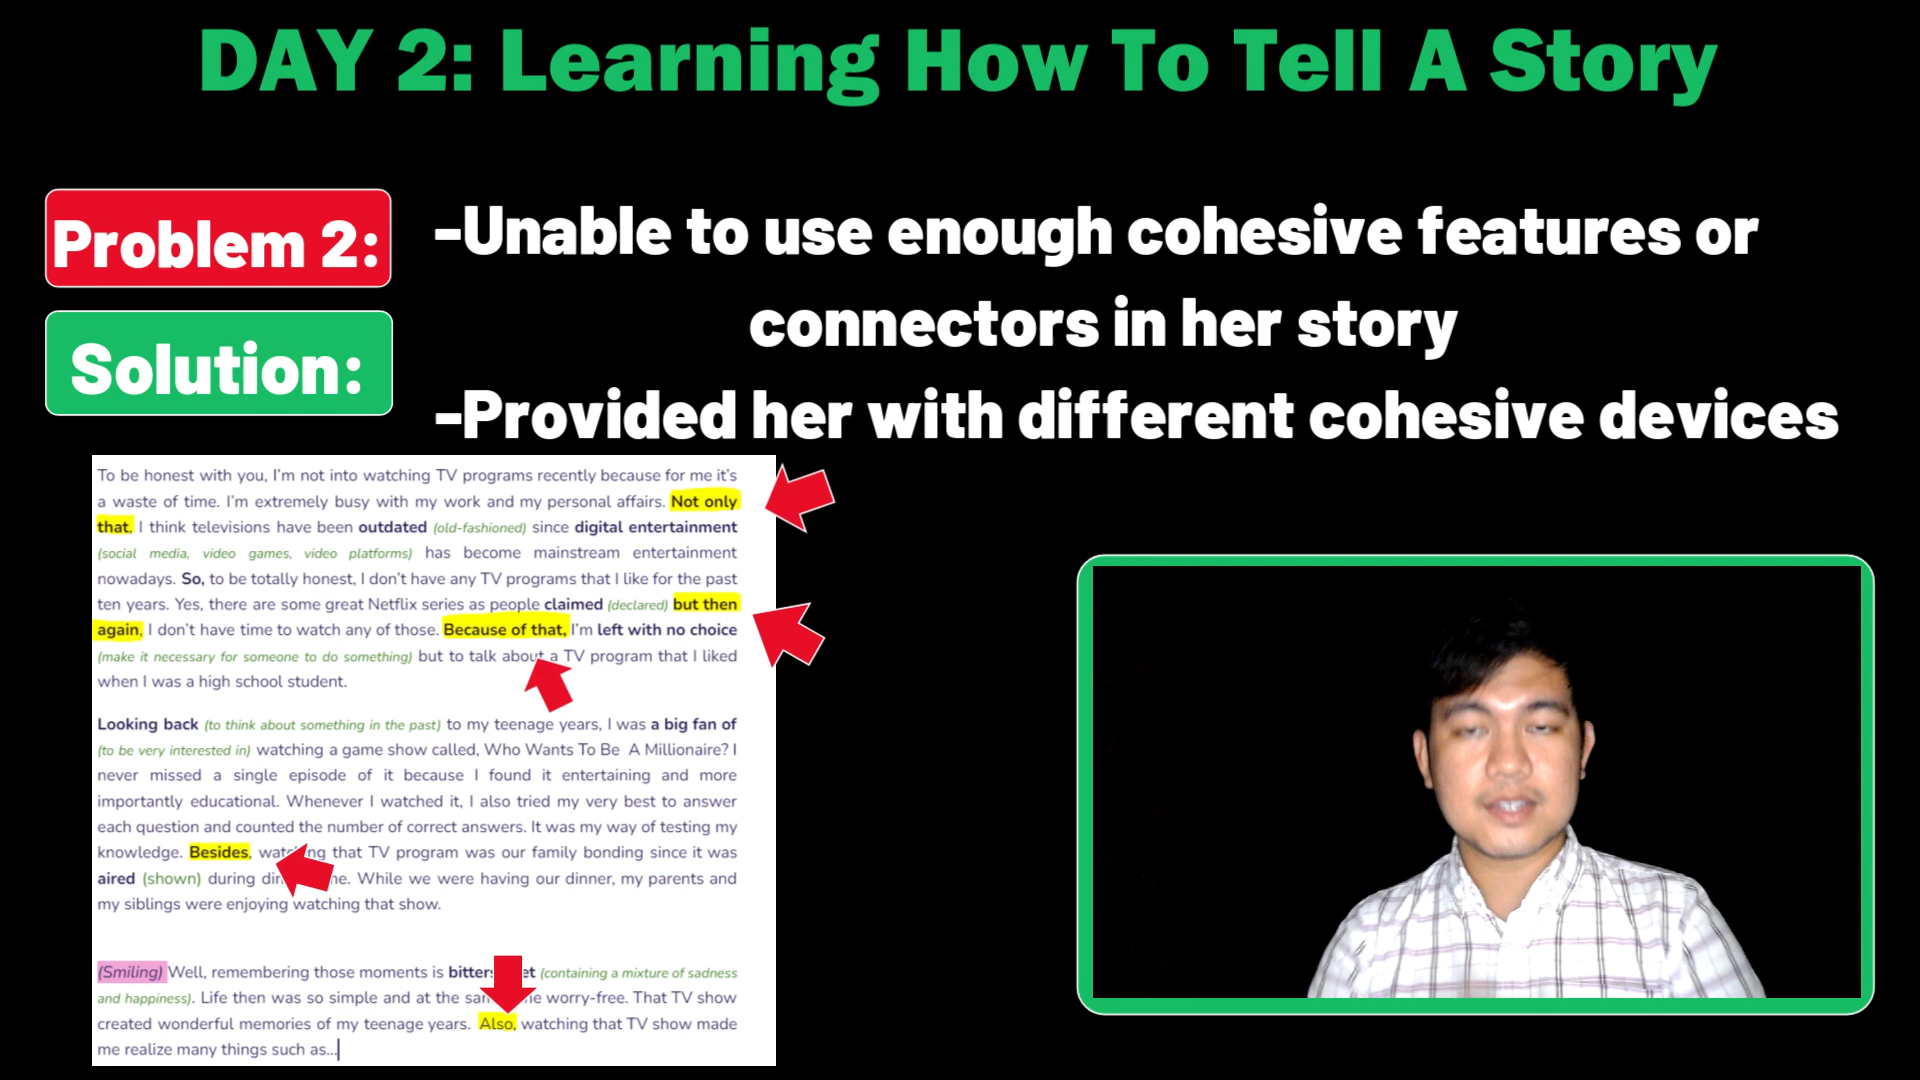 DAY 2: Learning How To Tell A Story
Problem 2:
-Unable to use enough cohesive features or
connectors in her story
Solution:
-Provided her with different cohesive devices
To be honest with you, I'm not into watching TV programs recently because for me it's
a waste of time. I'm extremely busy with my work and my personal affairs. Not only
that, I think televisions have been outdated (old-fashioned) since digital entertainment
(social media, video games, video platforms) has become mainstream entertainment
nowadays. So, to be totally honest, I don't have any TV programs that I like for the past
ten years. Yes, there are some great Netflix series as people claimed (declared) but then
again, I don't have time to watch any of those. Because of that, I'm left with no choice
(make it necessary for someone to do something) but to talk about a TV program that I liked
when I was a high school student.
Looking back (to think about something in the past) to my teenage years, I was a big fan of
(to be very interested in) watching a game show called, Who Wants To Be A Millionaire? I
never missed a single episode of it because I found it entertaining and more
importantly educational. Whenever I watched it, I also tried my very best to answer
each question and counted the number of correct answers. It was my way of testing my
knowledge. Besides, watching that TV program was our family bonding since it was
aired (shown) during . While we were having our dinner, my parents and
my siblings were enjoying watching that show.
(Smiling) Well, remembering those moments is (containing a mixture of sadness
and happiness). Life then was so simple and at the worry-free. That TV show
created wonderful memories of my teenage years. Also, watching that TV show made
me realize many things such as...